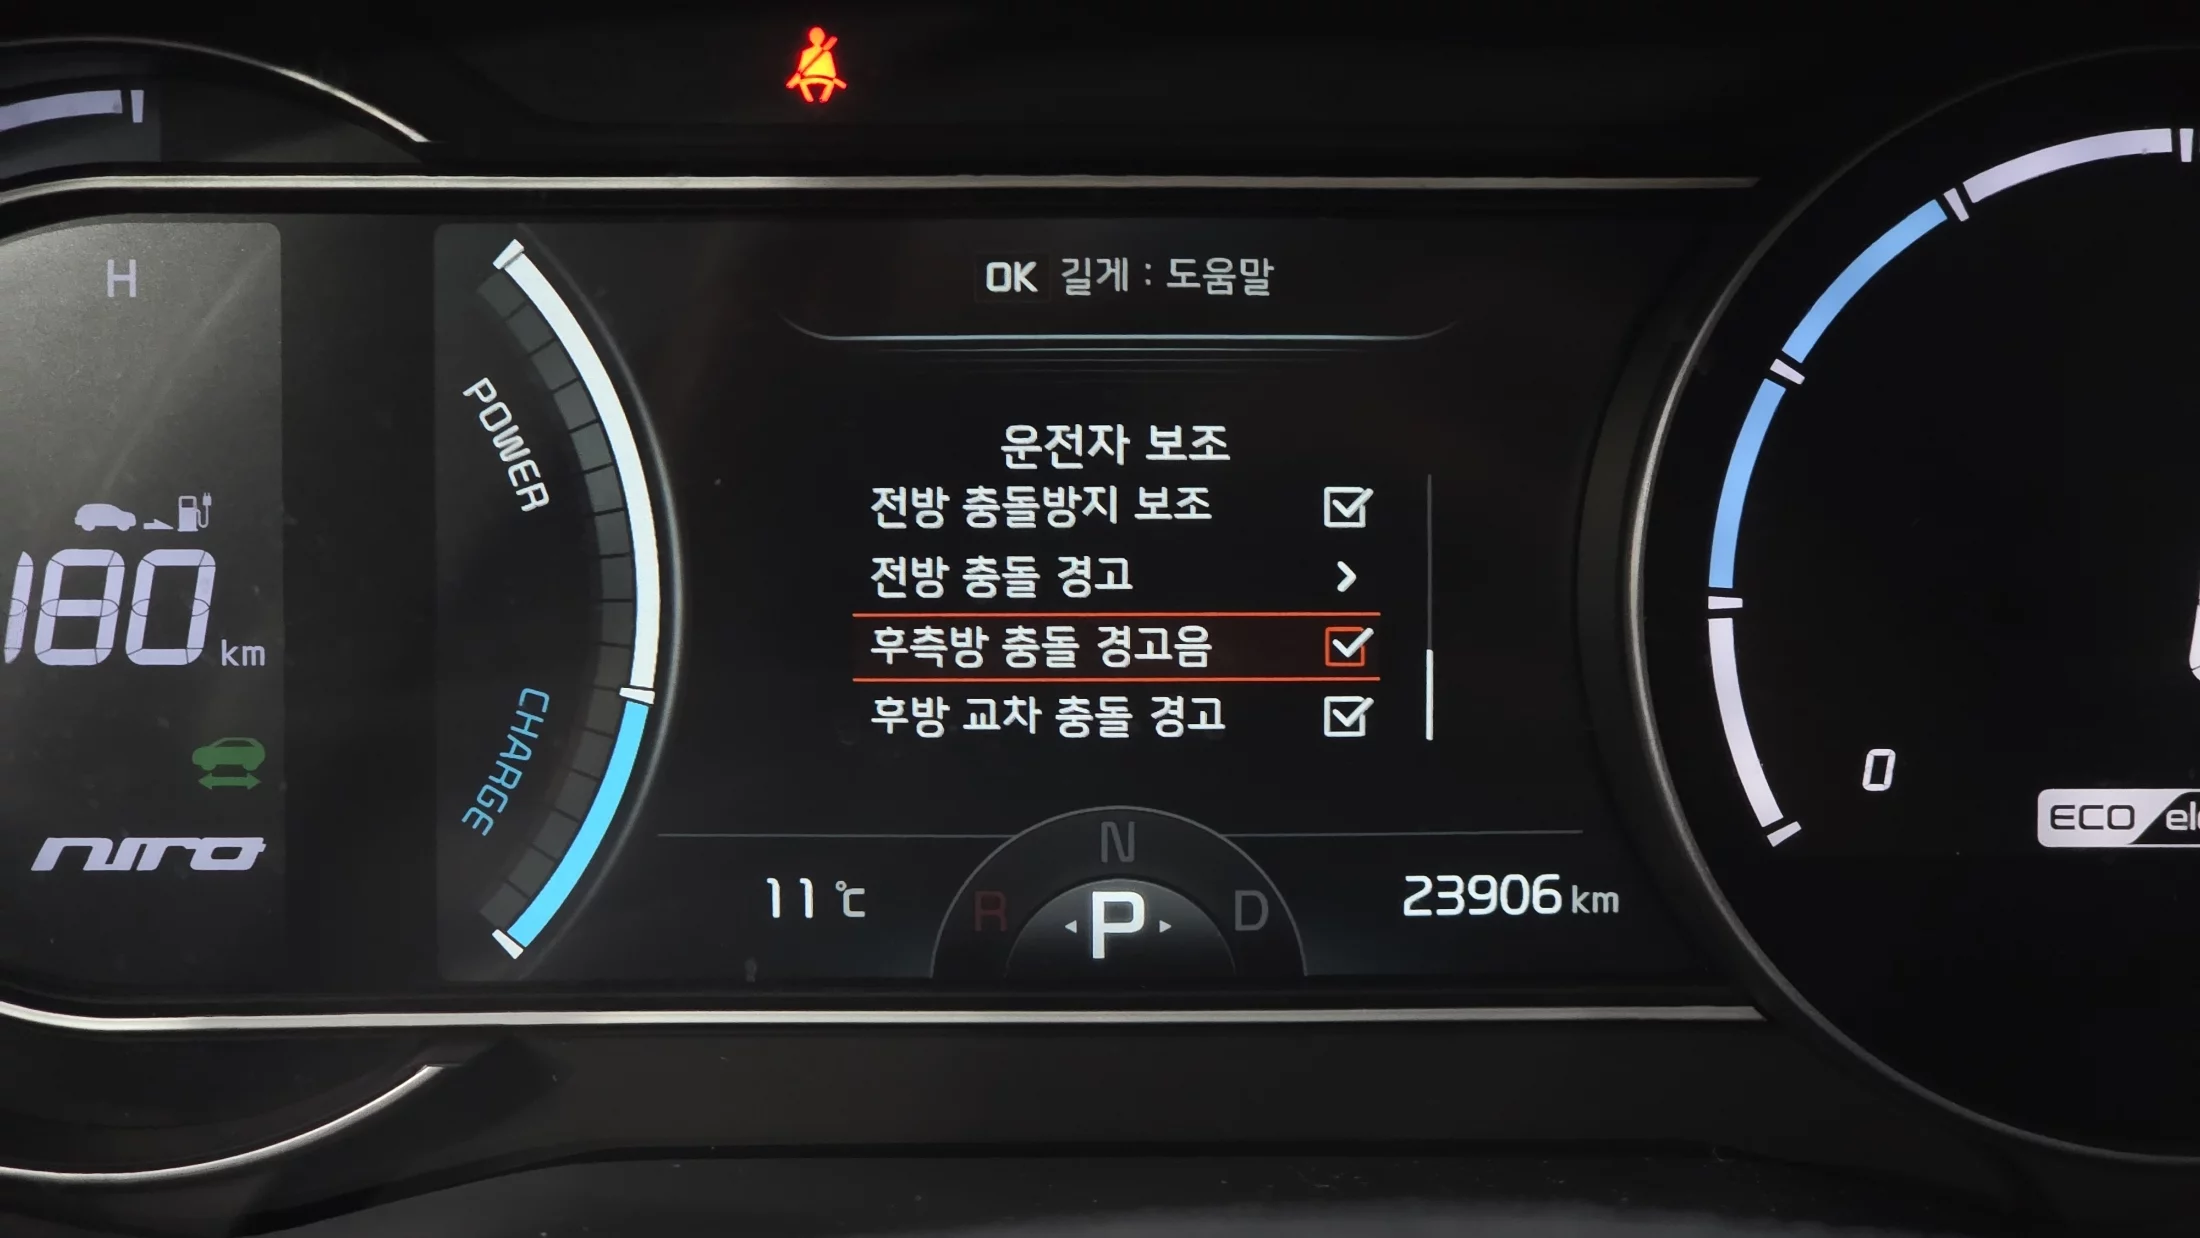 H
OK 길게 : 도움말
POWER
운전자 보조
전방 충돌방지 보조
전방 충돌 경고
후측방 충돌 경고음
후방 교차 충돌 경고
180 km
CHARGE
niro
0
ECO
N
R P D
11 ℃
23906 km